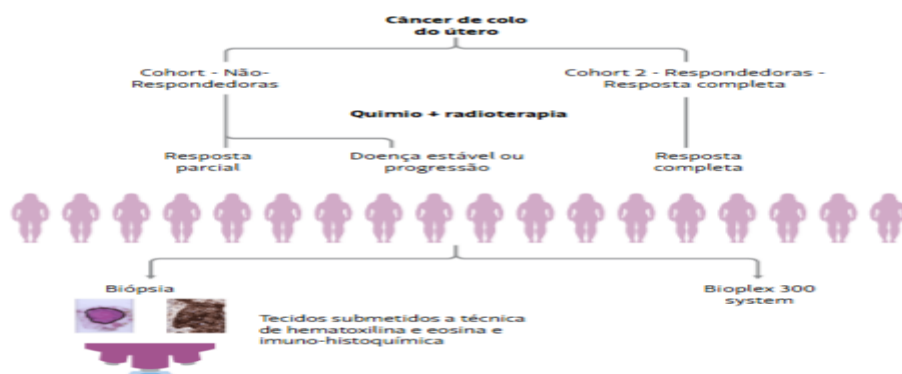 Câncer de colo
do útero
Cohort - Não-
Respondedoras
Cohort 2 - Respondedoras -
Resposta completa
Quimio + radioterapia
Resposta
parcial
Doença estável ou
progressão
Resposta
completa
Biópsia
Bioplex 300
system
Tecidos submetidos a técnica
de hematoxilina e eosina e
imuno-histoquímica